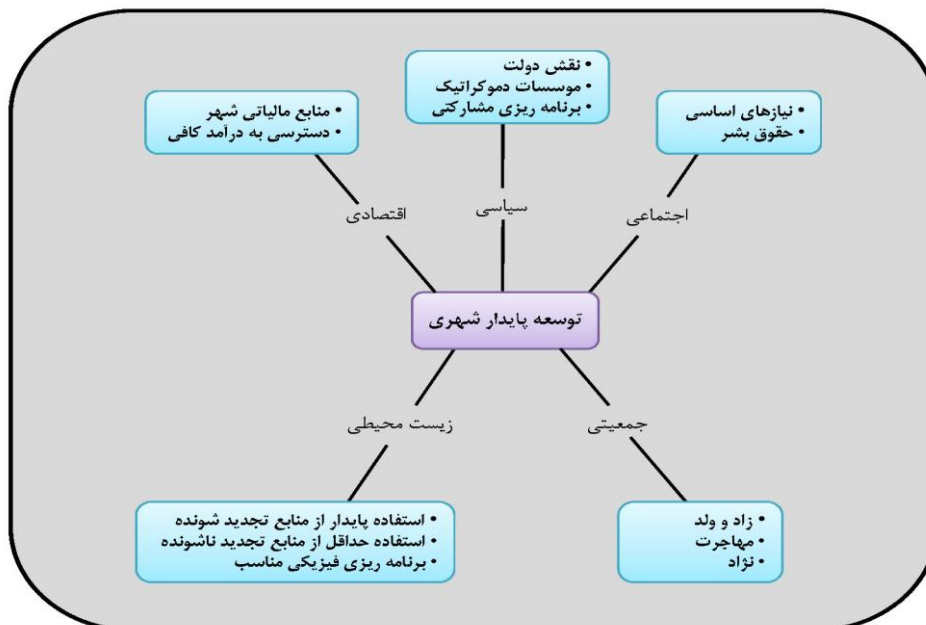 • نقش دولت
• موسسات دموکراتیک
• برنامه ریزی مشارکتی
• نیازهای اساسی
• حقوق بشر
• منابع مالیاتی شهر
• دسترسی به درآمد کافی
اجتماعی
سیاسی
اقتصادی
توسعه پایدار شهری
جمعیتی
زیست محیطی
• زاد و ولد
• مهاجرت
• نژاد
• استفاده پایدار از منابع تجدید شونده
• استفاده حداقل از منابع تجدید ناشونده
• برنامه ریزی فیزیکی مناسب